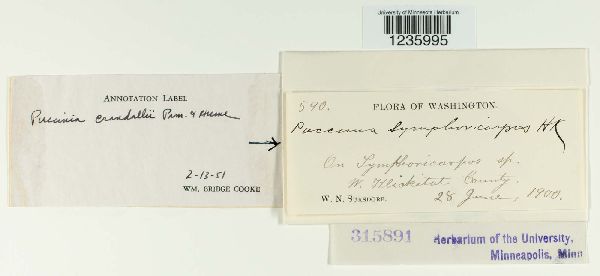 University of Minnesota Herbarium
1235995
ANNOTATION LABEL
Puccinia crandallii Pam. & Hume
2-13-51
WM. BRIDGE COOKE
590.
FLORA OF WASHINGTON.
Puccinia Symphoricarpos HK
On Symphoricarpos sp.
W. Klickitat County.
W. N. SUKSDORF.
28 June, 1900.
315891
Herbarium of the University,
Minneapolis, Minn